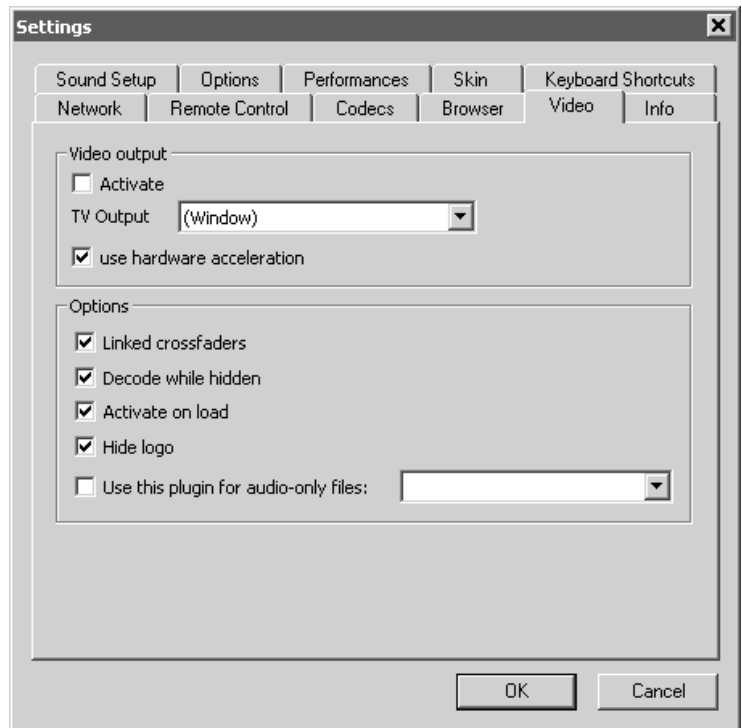 Settings
Sound Setup Options Performances Skin Keyboard Shortcuts
Network Remote Control Codecs Browser Video Info
Video output
Activate
TV Output (Window)
use hardware acceleration
Options
Linked crossfaders
Decode while hidden
Activate on load
Hide logo
Use this plugin for audio-only files:
OK Cancel